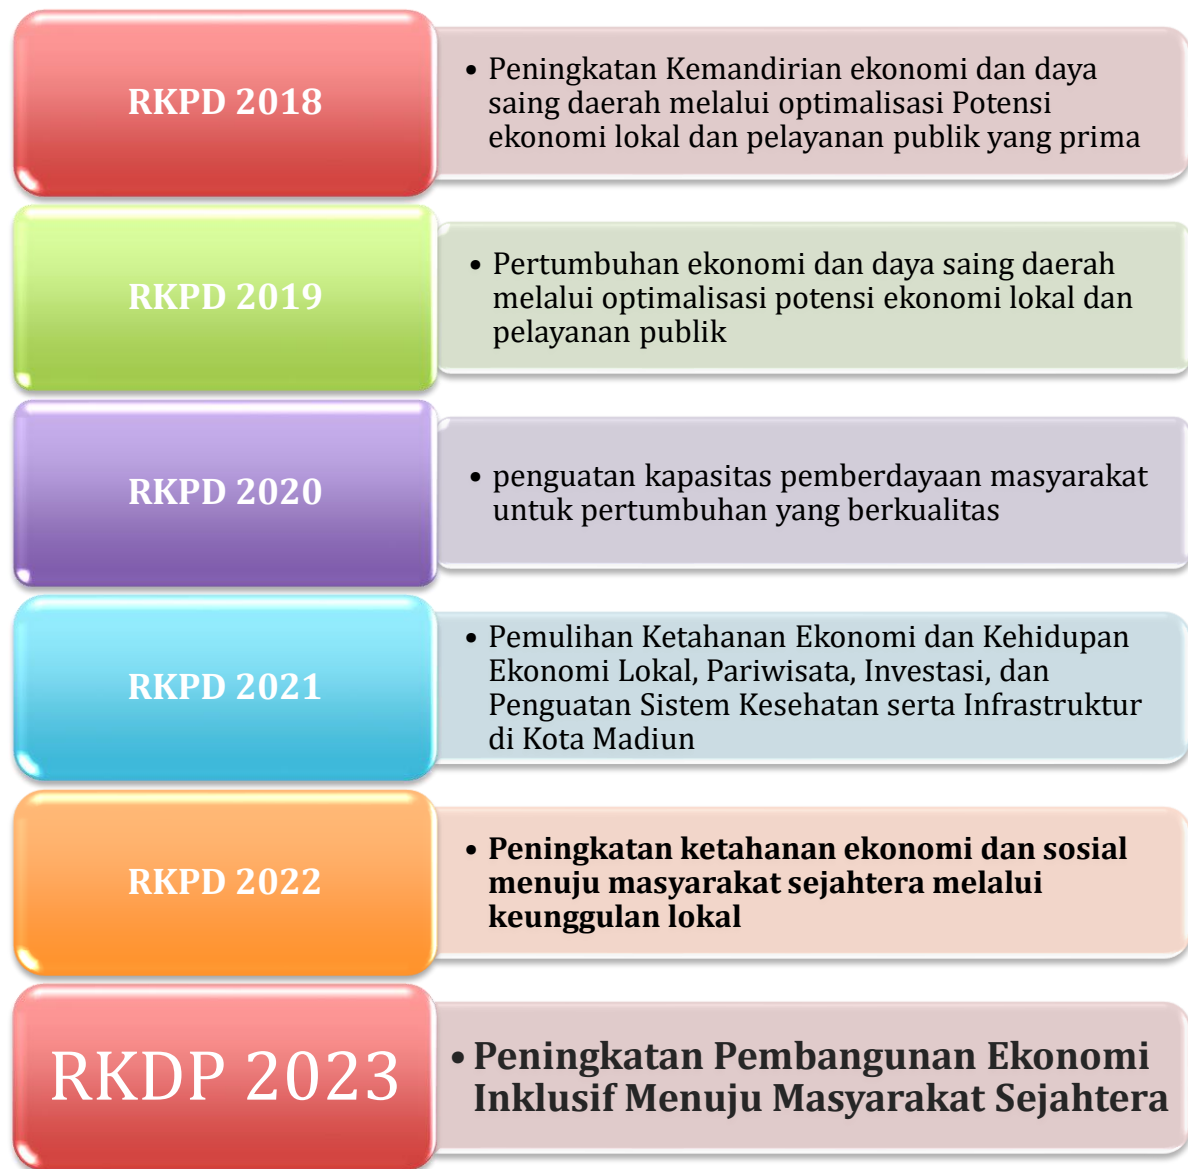 RKPD 2018
• Peningkatan Kemandirian ekonomi dan daya
saing daerah melalui optimalisasi Potensi
ekonomi lokal dan pelayanan publik yang prima
RKPD 2019
• Pertumbuhan ekonomi dan daya saing daerah
melalui optimalisasi potensi ekonomi lokal dan
pelayanan publik
RKPD 2020
• penguatan kapasitas pemberdayaan masyarakat
untuk pertumbuhan yang berkualitas
RKPD 2021
• Pemulihan Ketahanan Ekonomi dan Kehidupan
Ekonomi Lokal, Pariwisata, Investasi, dan
Penguatan Sistem Kesehatan serta Infrastruktur
di Kota Madiun
RKPD 2022
• Peningkatan ketahanan ekonomi dan sosial
menuju masyarakat sejahtera melalui
keunggulan lokal
RKDP 2023
• Peningkatan Pembangunan Ekonomi
Inklusif Menuju Masyarakat Sejahtera